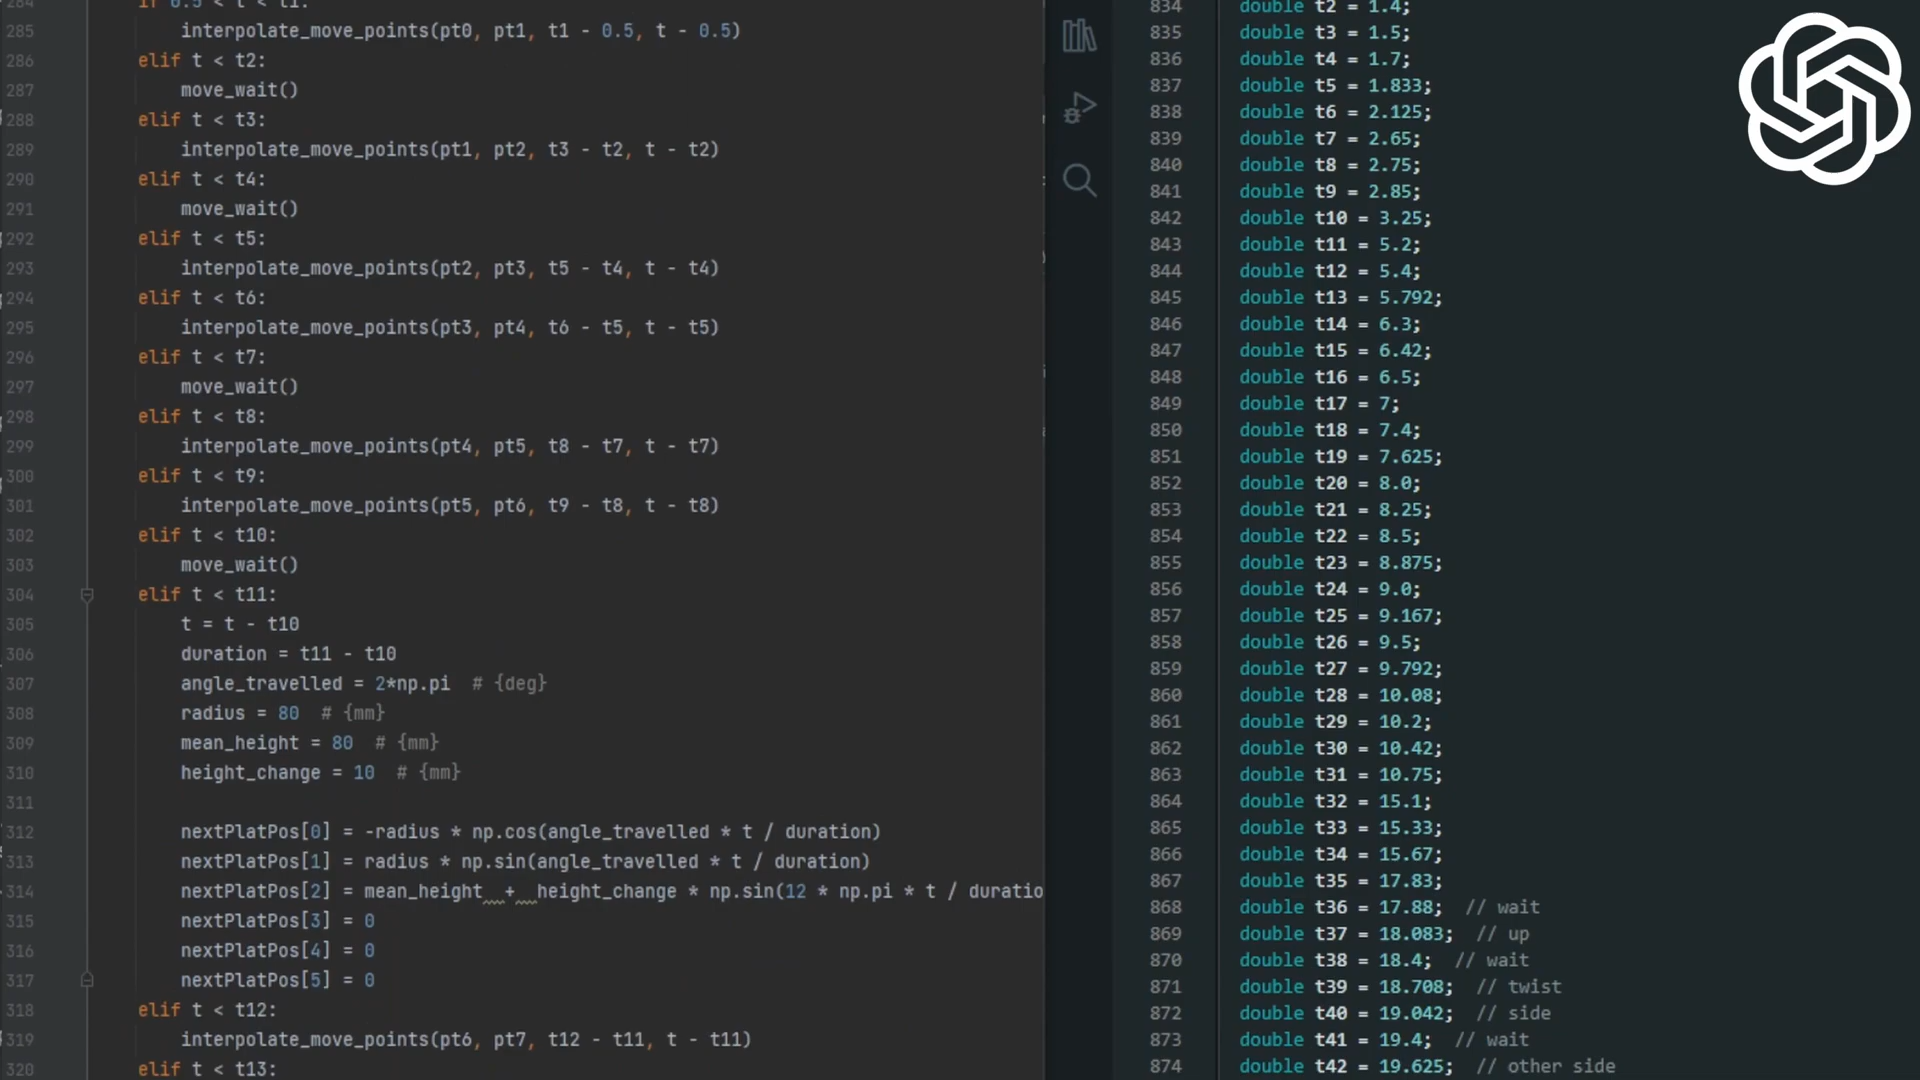 284 if 0.5 < t < t1:
285 interpolate_move_points(pt0, pt1, t1 - 0.5, t - 0.5)
286 elif t < t2:
287 move_wait()
288 elif t < t3:
289 interpolate_move_points(pt1, pt2, t3 - t2, t - t2)
290 elif t < t4:
291 move_wait()
292 elif t < t5:
293 interpolate_move_points(pt2, pt3, t5 - t4, t - t4)
294 elif t < t6:
295 interpolate_move_points(pt3, pt4, t6 - t5, t - t5)
296 elif t < t7:
297 move_wait()
298 elif t < t8:
299 interpolate_move_points(pt4, pt5, t8 - t7, t - t7)
300 elif t < t9:
301 interpolate_move_points(pt5, pt6, t9 - t8, t - t8)
302 elif t < t10:
303 move_wait()
304 elif t < t11:
305 t = t - t10
306 duration = t11 - t10
307 angle_travelled = 2*np.pi # {deg}
308 radius = 80 # {mm}
309 mean_height = 80 # {mm}
310 height_change = 10 # {mm}
311
312 nextPlatPos[0] = -radius * np.cos(angle_travelled * t / duration)
313 nextPlatPos[1] = radius * np.sin(angle_travelled * t / duration)
314 nextPlatPos[2] = mean_height + height_change * np.sin(12 * np.pi * t / duratio
315 nextPlatPos[3] = 0
316 nextPlatPos[4] = 0
317 nextPlatPos[5] = 0
318 elif t < t12:
319 interpolate_move_points(pt6, pt7, t12 - t11, t - t11)
320 elif t < t13:
834 double t2 = 1.4;
835 double t3 = 1.5;
836 double t4 = 1.7;
837 double t5 = 1.833;
838 double t6 = 2.125;
839 double t7 = 2.65;
840 double t8 = 2.75;
841 double t9 = 2.85;
842 double t10 = 3.25;
843 double t11 = 5.2;
844 double t12 = 5.4;
845 double t13 = 5.792;
846 double t14 = 6.3;
847 double t15 = 6.42;
848 double t16 = 6.5;
849 double t17 = 7;
850 double t18 = 7.4;
851 double t19 = 7.625;
852 double t20 = 8.0;
853 double t21 = 8.25;
854 double t22 = 8.5;
855 double t23 = 8.875;
856 double t24 = 9.0;
857 double t25 = 9.167;
858 double t26 = 9.5;
859 double t27 = 9.792;
860 double t28 = 10.08;
861 double t29 = 10.2;
862 double t30 = 10.42;
863 double t31 = 10.75;
864 double t32 = 15.1;
865 double t33 = 15.33;
866 double t34 = 15.67;
867 double t35 = 17.83;
868 double t36 = 17.88; // wait
869 double t37 = 18.083; // up
870 double t38 = 18.4; // wait
871 double t39 = 18.708; // twist
872 double t40 = 19.042; // side
873 double t41 = 19.4; // wait
874 double t42 = 19.625; // other side